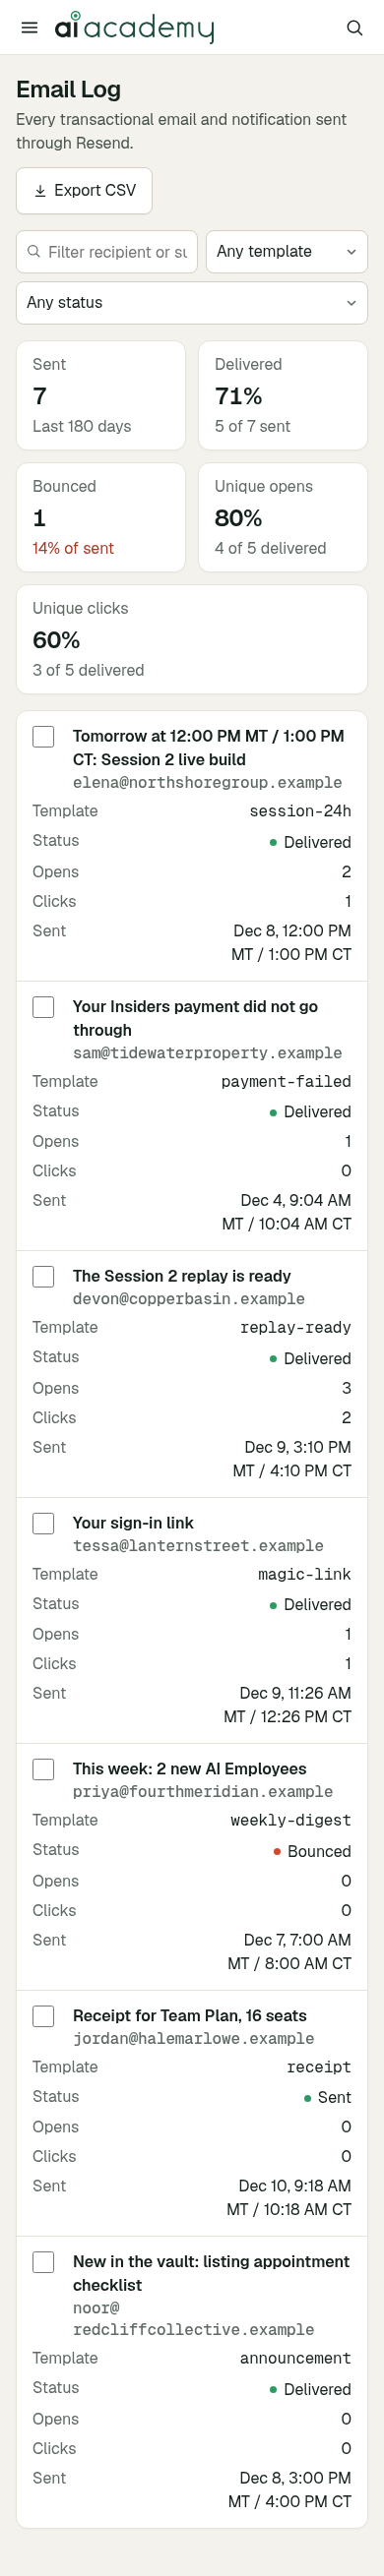 ai academy
Email Log
Every transactional email and notification sent
through Resend.
Export CSV
Filter recipient or su
Any template
Any status
Sent
7
Last 180 days
Delivered
71%
5 of 7 sent
Bounced
1
14% of sent
Unique opens
80%
4 of 5 delivered
Unique clicks
60%
3 of 5 delivered
Tomorrow at 12:00 PM MT / 1:00 PM
CT: Session 2 live build
elena@northshoregroup.example
Template session-24h
Status Delivered
Opens 2
Clicks 1
Sent Dec 8, 12:00 PM
MT / 1:00 PM CT
Your Insiders payment did not go
through
sam@tidewaterproperty.example
Template payment-failed
Status Delivered
Opens 1
Clicks 0
Sent Dec 4, 9:04 AM
MT / 10:04 AM CT
The Session 2 replay is ready
devon@copperbasin.example
Template replay-ready
Status Delivered
Opens 3
Clicks 2
Sent Dec 9, 3:10 PM
MT / 4:10 PM CT
Your sign-in link
tessa@lanternstreet.example
Template magic-link
Status Delivered
Opens 1
Clicks 1
Sent Dec 9, 11:26 AM
MT / 12:26 PM CT
This week: 2 new AI Employees
priya@fourthmeridian.example
Template weekly-digest
Status Bounced
Opens 0
Clicks 0
Sent Dec 7, 7:00 AM
MT / 8:00 AM CT
Receipt for Team Plan, 16 seats
jordan@halemarlowe.example
Template receipt
Status Sent
Opens 0
Clicks 0
Sent Dec 10, 9:18 AM
MT / 10:18 AM CT
New in the vault: listing appointment
checklist
noor@
redcliffcollective.example
Template announcement
Status Delivered
Opens 0
Clicks 0
Sent Dec 8, 3:00 PM
MT / 4:00 PM CT